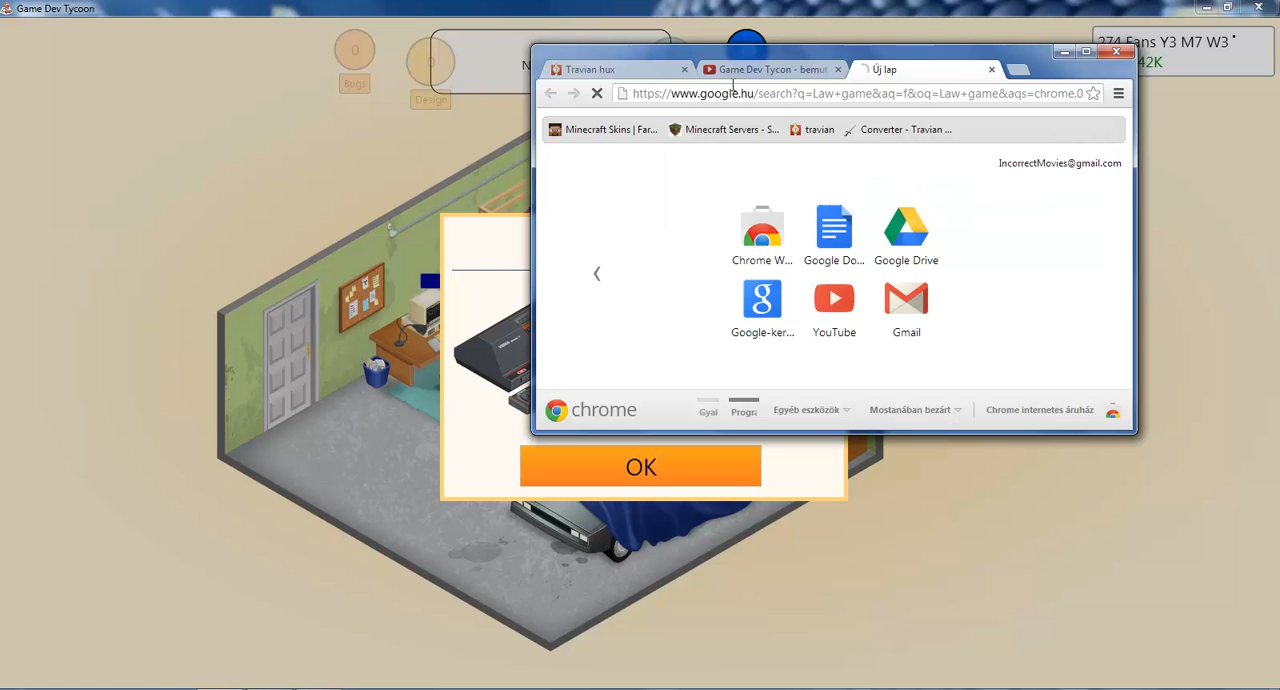 Game Dev Tycoon
0
Bugs
0
Design
N
274 Fans Y3 M7 W3
42K
Travian hux
Game Dev Tycon - bemut
Új lap
https://www.google.hu/search?q=Law+game&aq=f&oq=Law+game&aqs=chrome.0
Minecraft Skins | Far...
Minecraft Servers - S...
travian
Converter - Travian ...
IncorrectMovies@gmail.com
Chrome W...
Google Do...
Google Drive
Google-ker...
YouTube
Gmail
chrome
Gyal
Progra
Egyéb eszközök
Mostanában bezárt
Chrome internetes áruház
OK